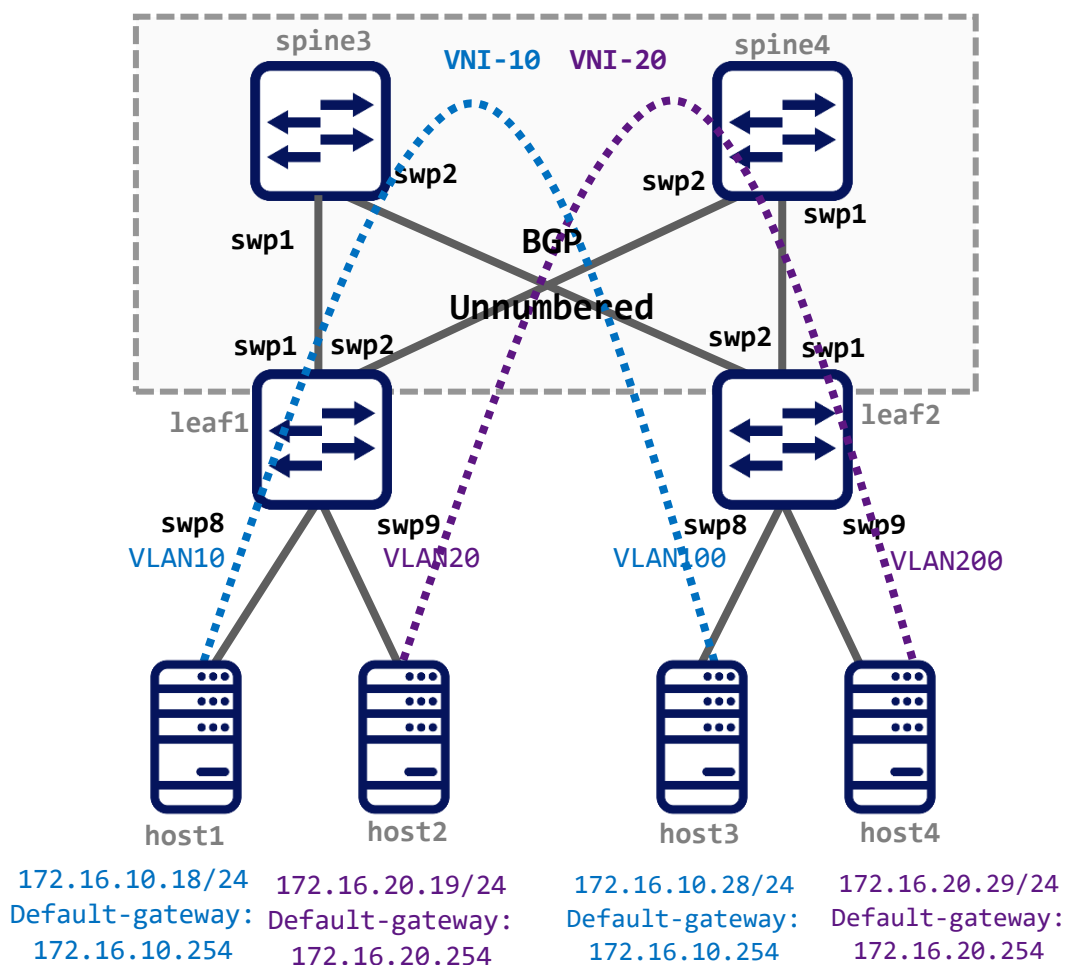 spine3
VNI-10
VNI-20
spine4
swp2
swp2
swp1
swp1
BGP
Unnumbered
swp1
swp2
swp2
swp1
leaf1
leaf2
swp8
swp9
swp8
swp9
VLAN10
VLAN20
VLAN100
VLAN200
host1
host2
host3
host4
172.16.10.18/24
Default-gateway:
172.16.10.254
172.16.20.19/24
Default-gateway:
172.16.20.254
172.16.10.28/24
Default-gateway:
172.16.10.254
172.16.20.29/24
Default-gateway:
172.16.20.254